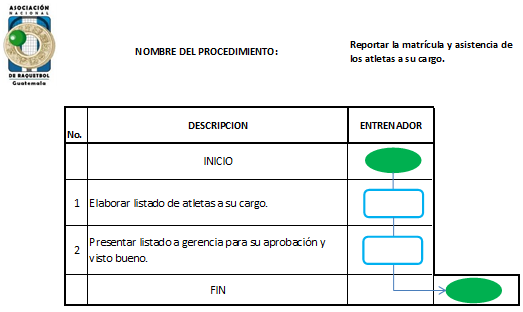 ASOCIACIÓN
NACIONAL
DE RAQUETBOL
Guatemala
NOMBRE DEL PROCEDIMIENTO:
Reportar la matrícula y asistencia de
los atletas a su cargo.
No.
DESCRIPCION
ENTRENADOR
INICIO
1 Elaborar listado de atletas a su cargo.
2 Presentar listado a gerencia para su aprobación y
visto bueno.
FIN